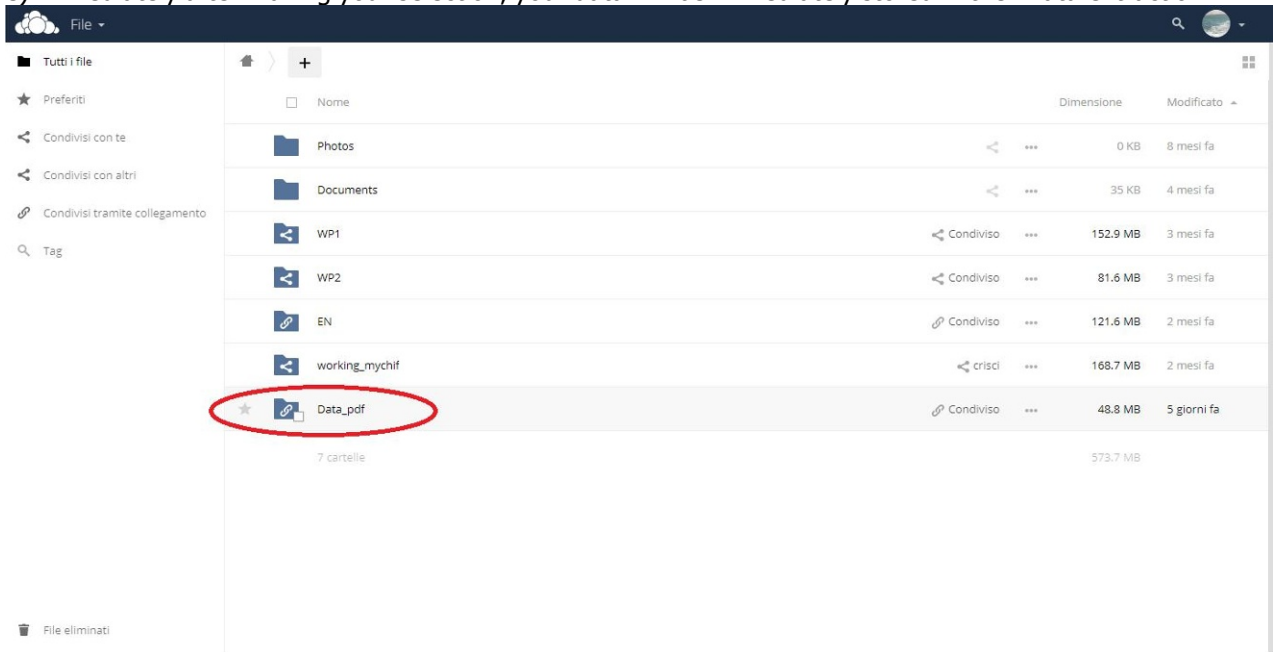 File
Tutti i file
Preferiti
Condivisi con te
Condivisi con altri
Condivisi tramite collegamento
Tag
File eliminati
+
Nome Dimensione Modificato
Photos ... 0 KB 8 mesi fa
Documents ... 35 KB 4 mesi fa
WP1 Condiviso ... 152.9 MB 3 mesi fa
WP2 Condiviso ... 81.6 MB 3 mesi fa
EN Condiviso ... 121.6 MB 2 mesi fa
working_mychif crisci ... 168.7 MB 2 mesi fa
Data_pdf Condiviso ... 48.8 MB 5 giorni fa
7 cartelle 573.7 MB